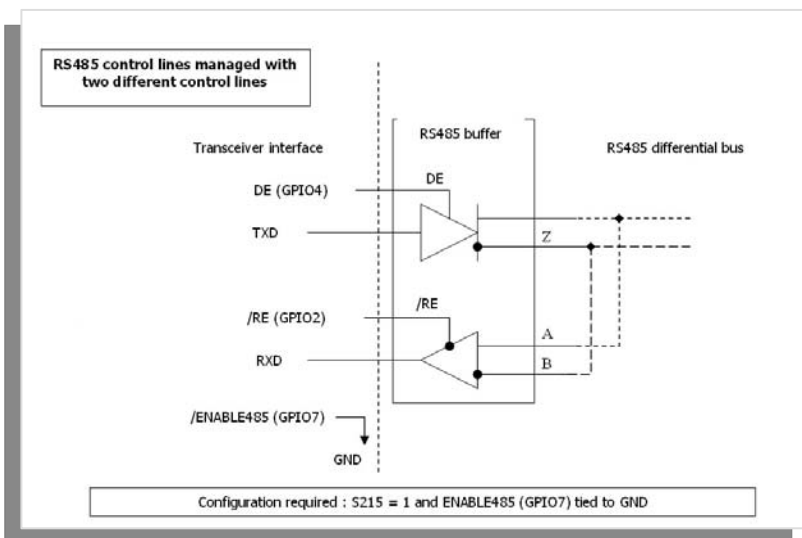 RS485 control lines managed with
two different control lines
Transceiver interface
RS485 buffer
RS485 differential bus
DE (GPIO4)
DE
TXD
Z
/RE (GPIO2)
/RE
A
RXD
B
/ENABLE485 (GPIO7)
GND
Configuration required : S215 = 1 and ENABLE485 (GPIO7) tied to GND